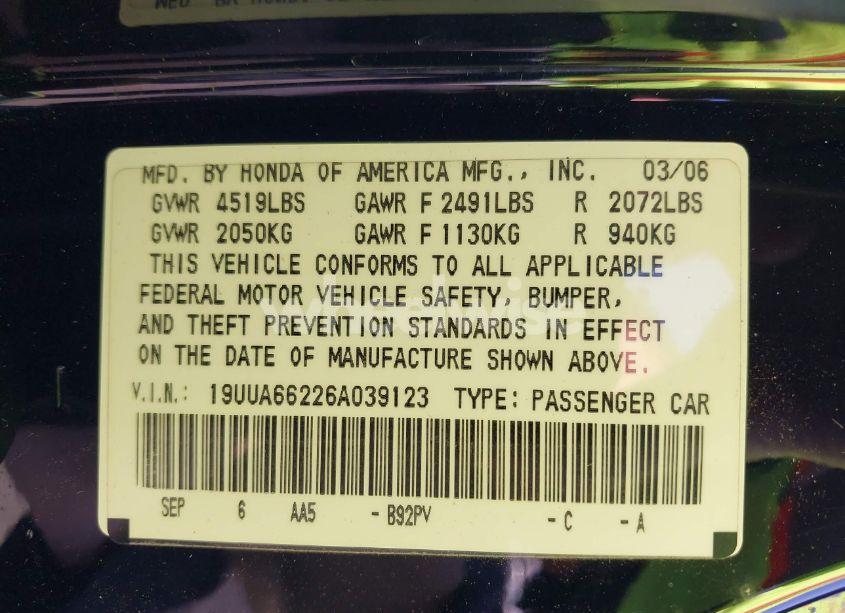 MFD. BY HONDA OF AMERICA MFG., INC. 03/06
GVWR 4519LBS GAWR F 2491LBS R 2072LBS
GVWR 2050KG GAWR F 1130KG R 940KG
THIS VEHICLE CONFORMS TO ALL APPLICABLE
FEDERAL MOTOR VEHICLE SAFETY, BUMPER,
AND THEFT PREVENTION STANDARDS IN EFFECT
ON THE DATE OF MANUFACTURE SHOWN ABOVE.
V.I.N.: 19UUA66226A039123 TYPE: PASSENGER CAR
SEP 6 AA5 - B92PV - C - A